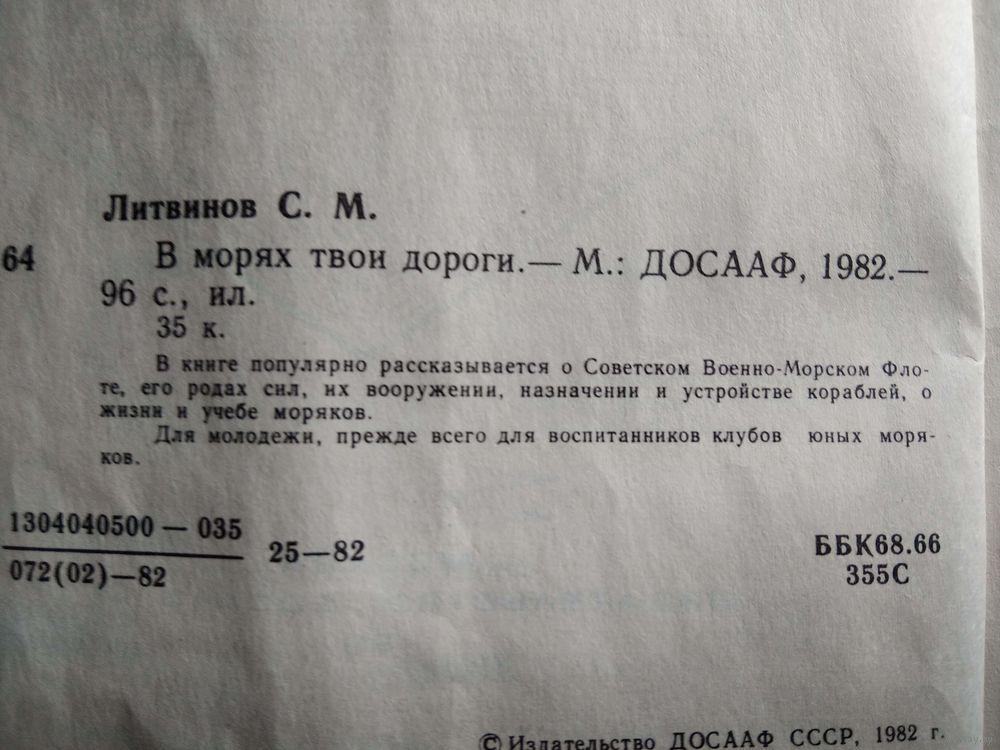 Литвинов С. М.
64 В морях твои дороги.— М.: ДОСААФ, 1982.—
96 с., ил.
35 к.
В книге популярно рассказывается о Советском Военно-Морском Фло-
те, его родах сил, их вооружении, назначении и устройстве кораблей, о
жизни и учебе моряков.
Для молодежи, прежде всего для воспитанников клубов юных моря-
ков.
1304040500 — 035
072(02)—82
25—82
ББК68.66
355С
© Издательство ДОСААФ СССР, 1982 г.